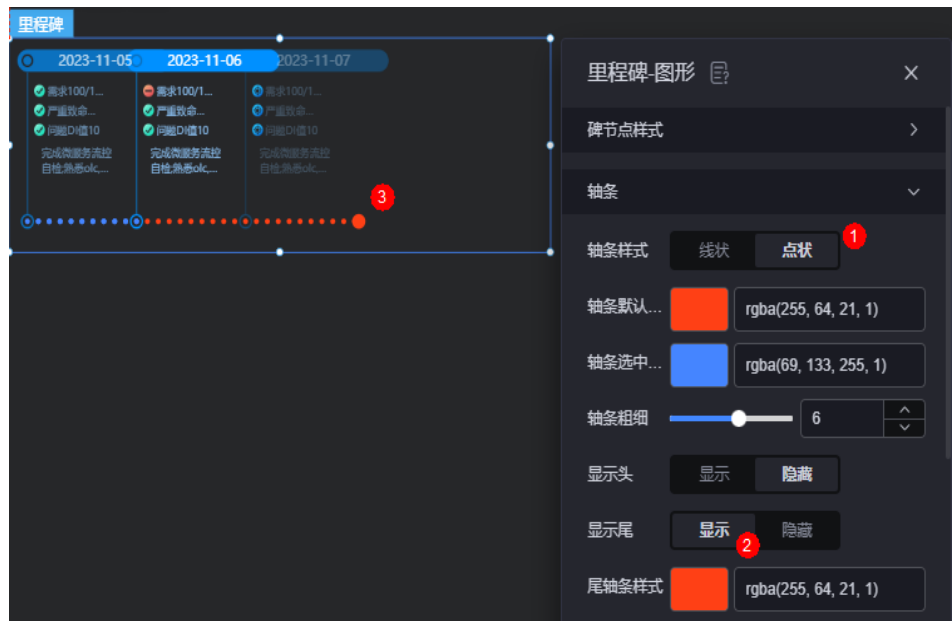 里程碑
2023-11-05
2023-11-06
2023-11-07
需求100/1...
需求100/1...
需求100/1...
严重致命...
严重致命...
严重致命...
问题DI值10
问题DI值10
问题DI值10
完成微服务流控
自检,熟悉olc,...
完成微服务流控
自检,熟悉olc,...
完成微服务流控
自检,熟悉olc,...
3
里程碑-图形
碑节点样式
轴条
轴条样式 线状 点状 1
轴条默认... rgba(255, 64, 21, 1)
轴条选中... rgba(69, 133, 255, 1)
轴条粗细 6
显示头 显示 隐藏
显示尾 显示 隐藏
2
尾轴条样式 rgba(255, 64, 21, 1)